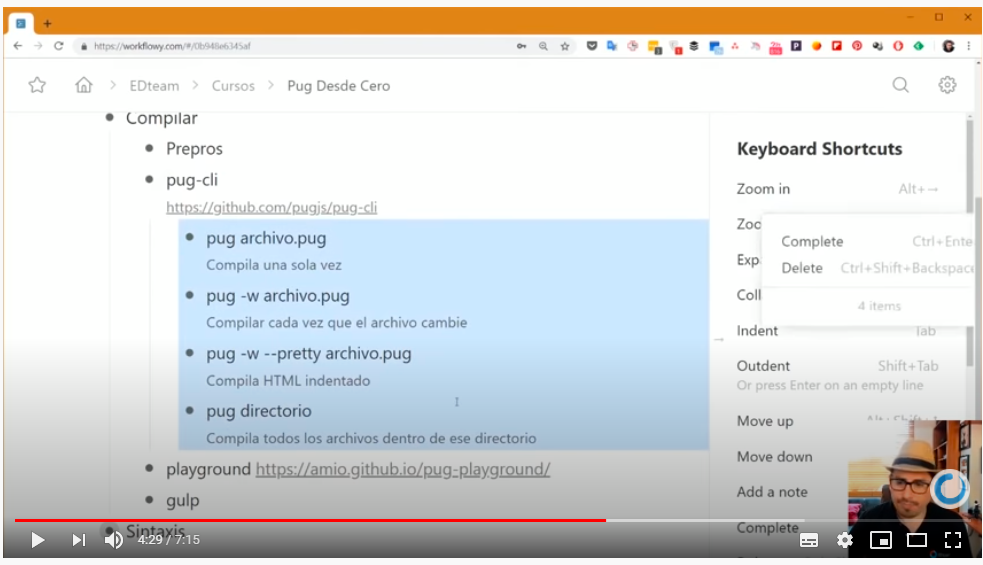 https://workflowy.com/#/0b948e6345af
EDteam > Cursos > Pug Desde Cero
Compilar
Prepros
pug-cli
https://github.com/pugjs/pug-cli
pug archivo.pug
Compila una sola vez
pug -w archivo.pug
Compilar cada vez que el archivo cambie
pug -w --pretty archivo.pug
Compila HTML indentado
pug directorio
Compila todos los archivos dentro de ese directorio
playground https://amio.github.io/pug-playground/
gulp
Sintaxis
Keyboard Shortcuts
Zoom in Alt+→
Zoo
Exp
Coll
Complete Ctrl+Ente
Delete Ctrl+Shift+Backspace
4 items
Indent Tab
Outdent Shift+Tab
Or press Enter on an empty line
Move up
Move down
Add a note
Complete
4:29 / 7:15